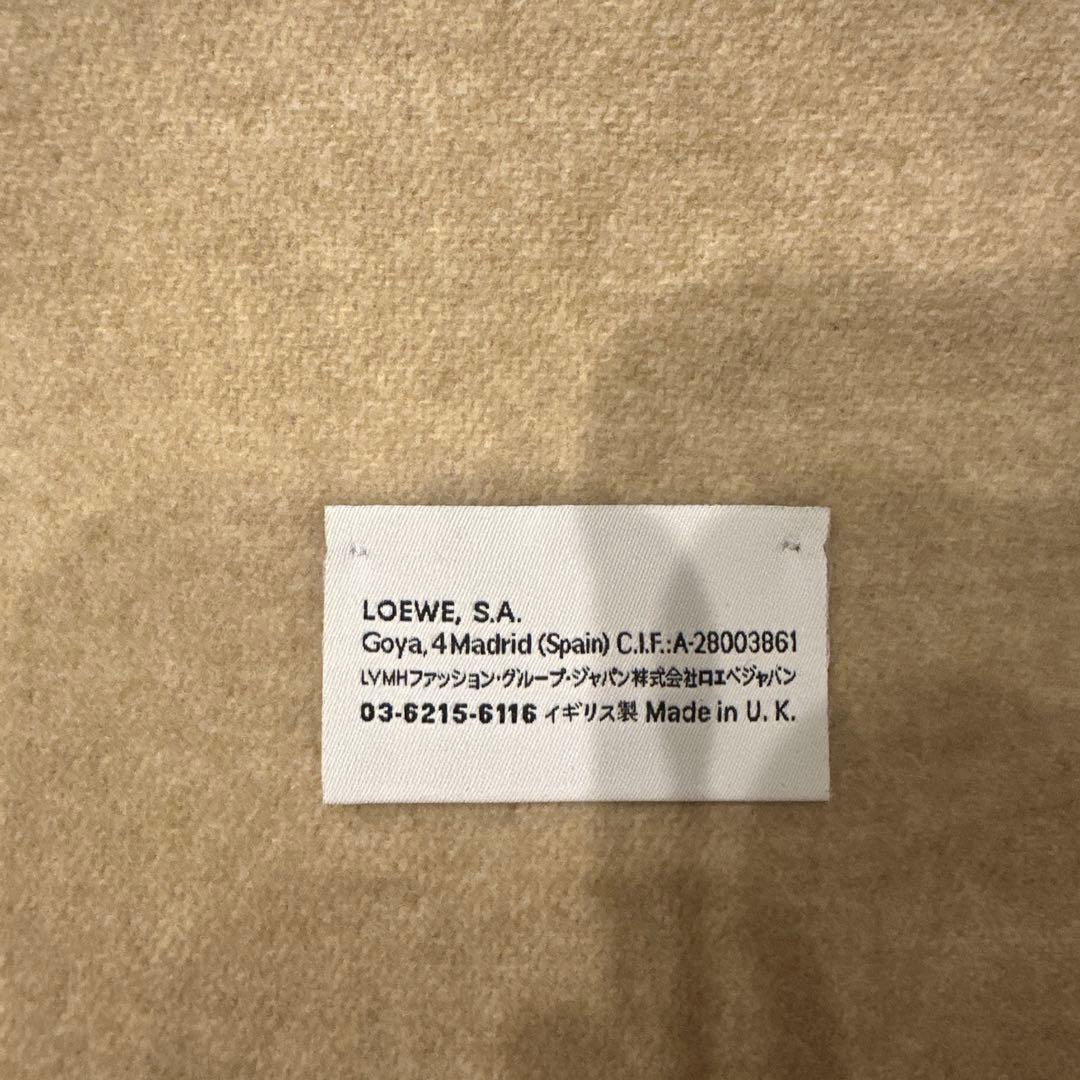 LOEWE, S.A.
Goya, 4 Madrid (Spain) C.I.F.:A-28003861
LVMHファッション・グループ・ジャパン株式会社ロエベジャパン
03-6215-6116 イギリス製 Made in U. K.